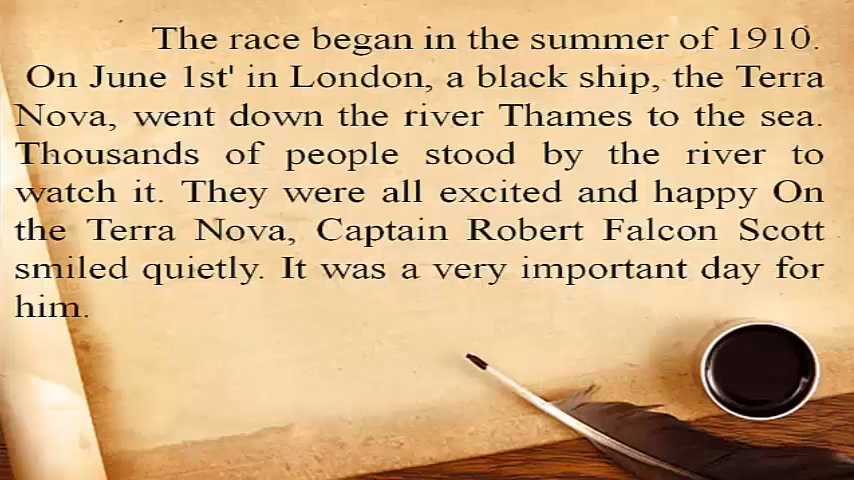 The race began in the summer of 1910.
On June 1st' in London, a black ship, the Terra
Nova, went down the river Thames to the sea.
Thousands of people stood by the river to
watch it. They were all excited and happy On
the Terra Nova, Captain Robert Falcon Scott
smiled quietly. It was a very important day for
him.